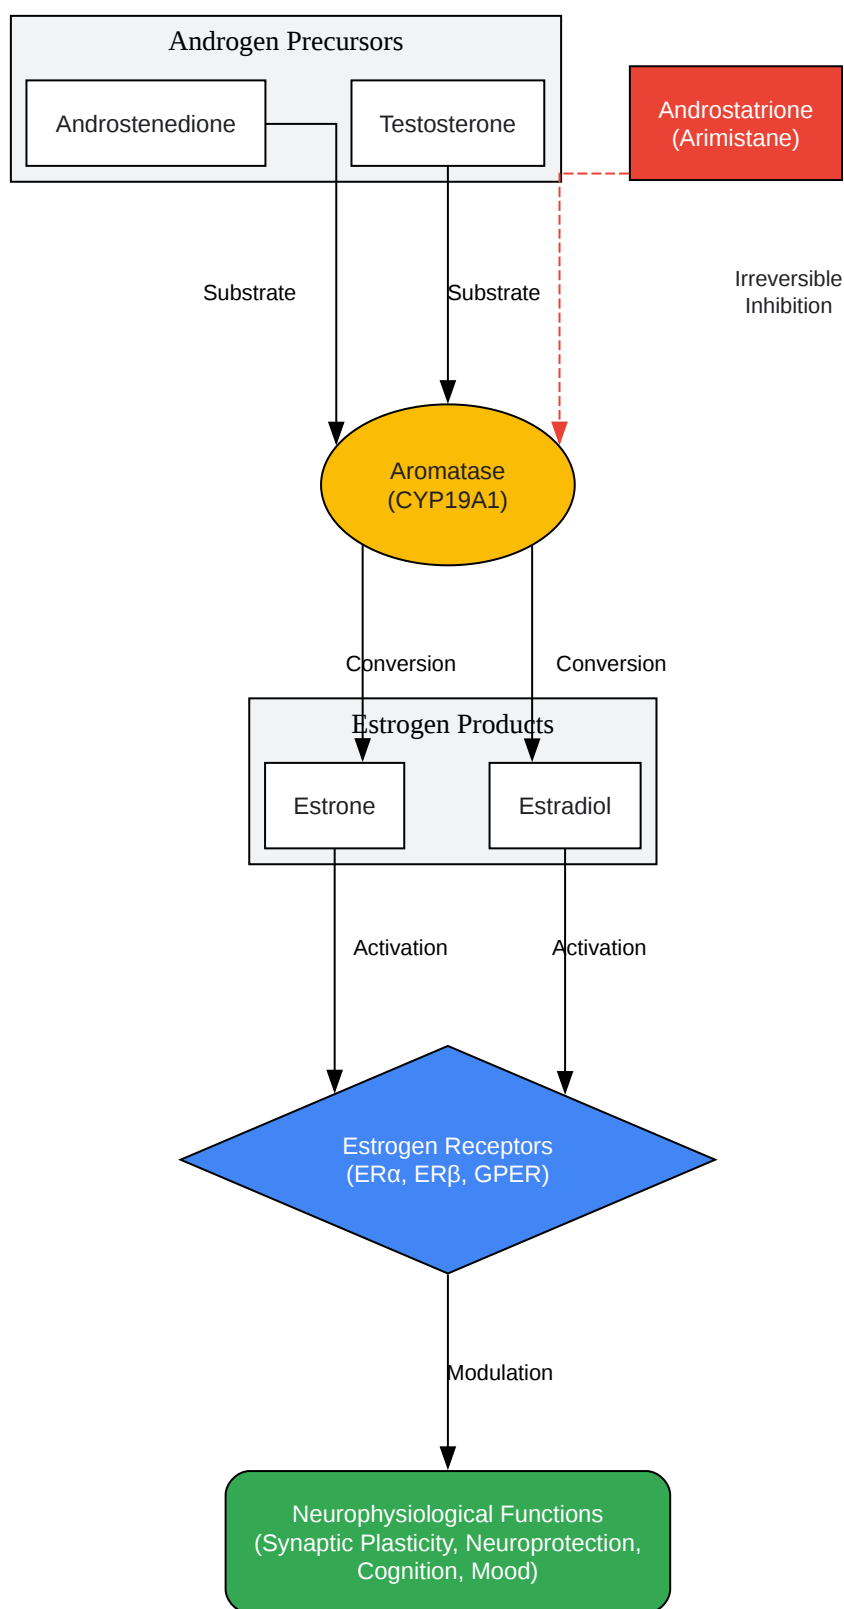 Androgen Precursors
Androstenedione
Testosterone
Androstatrione
(Arimistane)
Substrate
Substrate
Irreversible
Inhibition
Aromatase
(CYP19A1)
Conversion
Conversion
Estrogen Products
Estrone
Estradiol
Activation
Activation
Estrogen Receptors
(ERα, ERβ, GPER)
Modulation
Neurophysiological Functions
(Synaptic Plasticity, Neuroprotection,
Cognition, Mood)